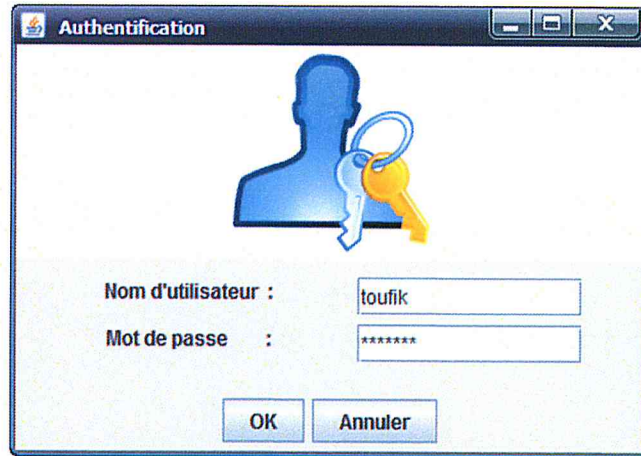 Authentification
Nom d'utilisateur :
toufik
Mot de passe :
*******
OK
Annuler